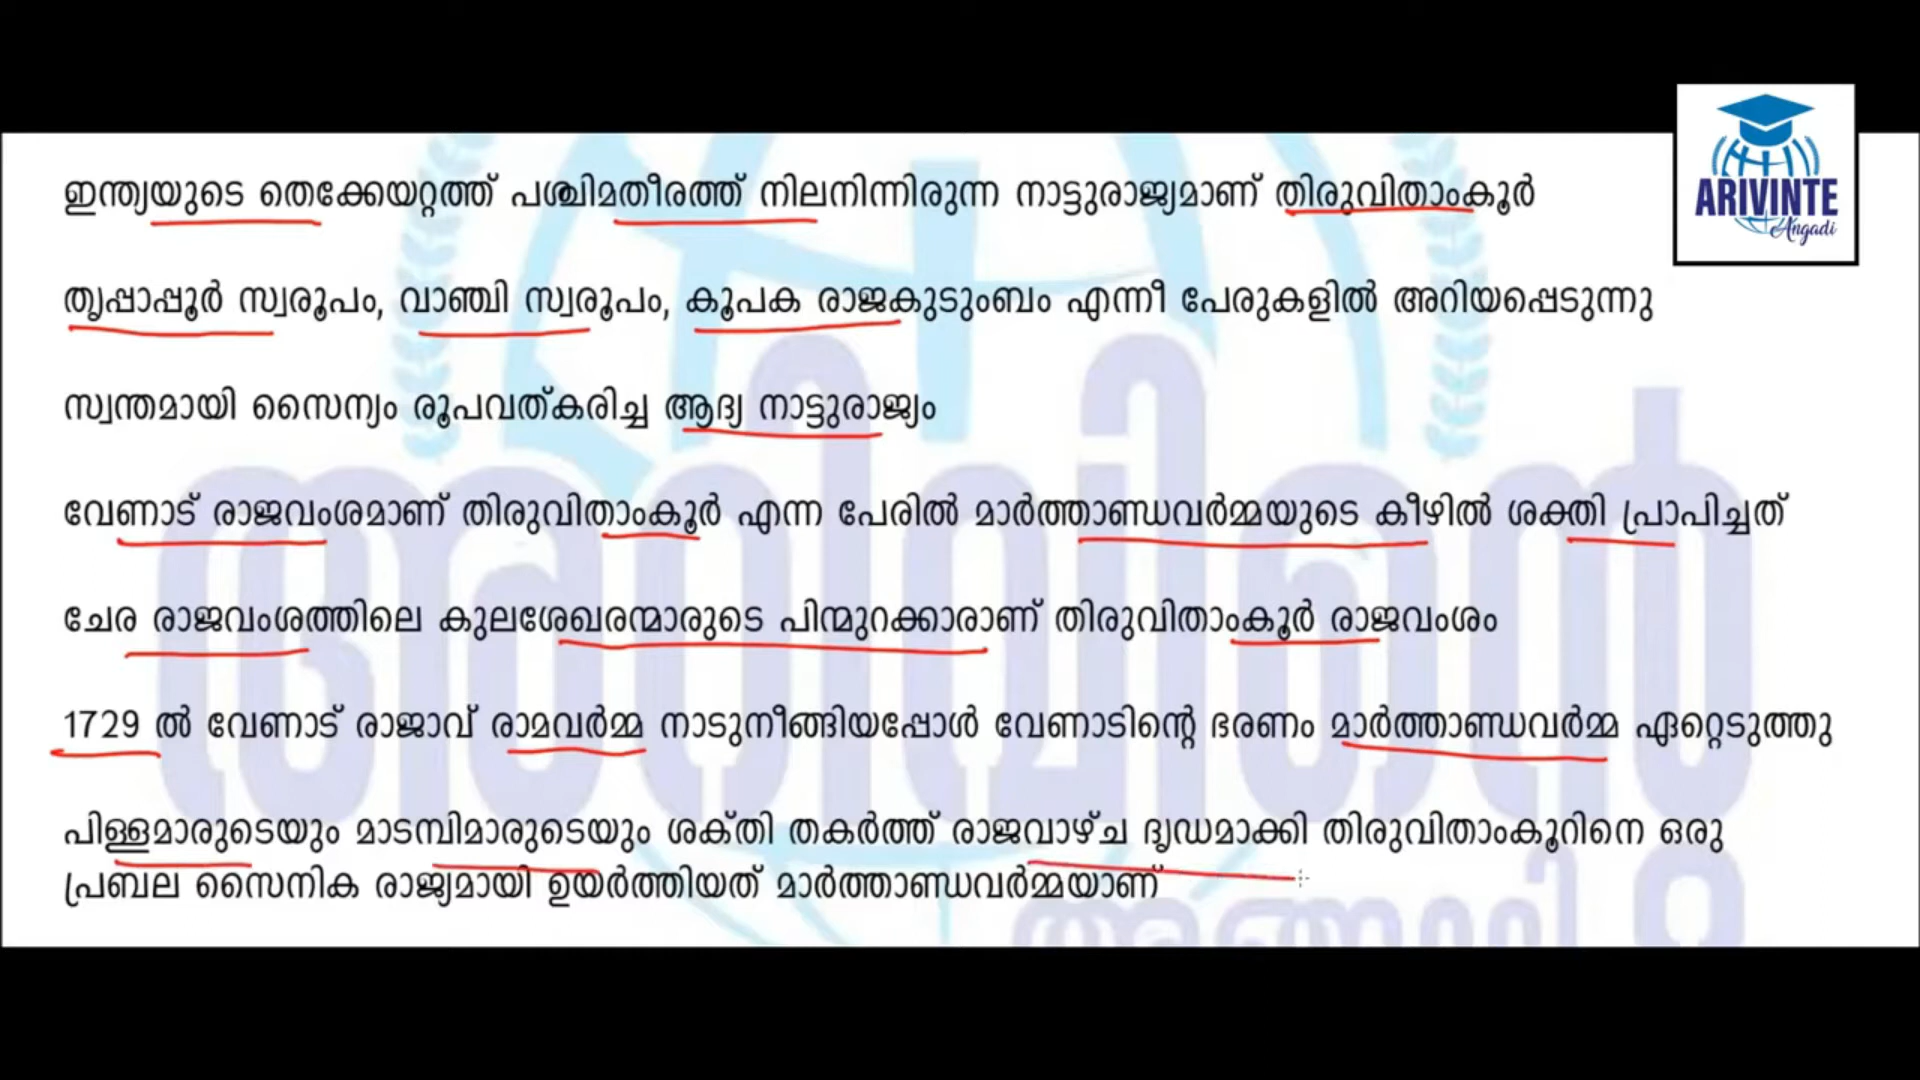 ARIVINTE
Angadi
ഇന്ത്യയുടെ തെക്കേയറ്റത്ത് പശ്ചിമതീരത്ത് നിലനിന്നിരുന്ന നാട്ടുരാജ്യമാണ് തിരുവിതാംകൂർ
തൃപ്പാപ്പൂർ സ്വരൂപം, വാഞ്ചി സ്വരൂപം, കൂപക രാജകുടുംബം എന്നീ പേരുകളിൽ അറിയപ്പെടുന്നു
സ്വന്തമായി സൈന്യം രൂപവത്കരിച്ച ആദ്യ നാട്ടുരാജ്യം
വേണാട് രാജവംശമാണ് തിരുവിതാംകൂർ എന്ന പേരിൽ മാർത്താണ്ഡവർമ്മയുടെ കീഴിൽ ശക്തി പ്രാപിച്ചത്
ചേര രാജവംശത്തിലെ കുലശേഖരന്മാരുടെ പിന്മുറക്കാരാണ് തിരുവിതാംകൂർ രാജവംശം
1729 ൽ വേണാട് രാജാവ് രാമവർമ്മ നാടുനീങ്ങിയപ്പോൾ വേണാടിന്റെ ഭരണം മാർത്താണ്ഡവർമ്മ ഏറ്റെടുത്തു
പിള്ളമാരുടെയും മാടമ്പിമാരുടെയും ശക്തി തകർത്ത് രാജവാഴ്ച ദൃഢമാക്കി തിരുവിതാംകൂറിനെ ഒരു
പ്രബല സൈനിക രാജ്യമായി ഉയർത്തിയത് മാർത്താണ്ഡവർമ്മയാണ്
അറിവിന്റെ
അങ്ങാടി